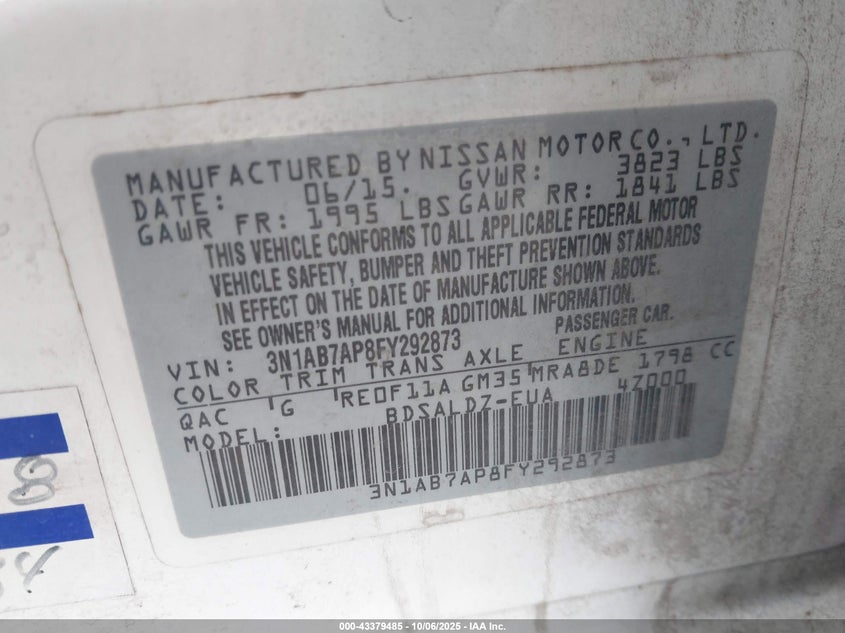 MANUFACTURED BY NISSAN MOTOR CO., LTD.
DATE: 06/15. GVWR: 3823 LBS
GAWR FR: 1995 LBS GAWR RR: 1841 LBS
THIS VEHICLE CONFORMS TO ALL APPLICABLE FEDERAL MOTOR
VEHICLE SAFETY, BUMPER AND THEFT PREVENTION STANDARDS
IN EFFECT ON THE DATE OF MANUFACTURE SHOWN ABOVE.
SEE OWNER'S MANUAL FOR ADDITIONAL INFORMATION.
VIN: 3N1AB7AP8FY292873 PASSENGER CAR.
COLOR TRIM TRANS AXLE ENGINE
QAC G RE0F11A GM35 MRA8DE 1798 CC
MODEL: BDSALDZ-EUA 4Z000
3N1AB7AP8FY292873
8
000-43379485 | 10/06/2025 - IAA Inc.